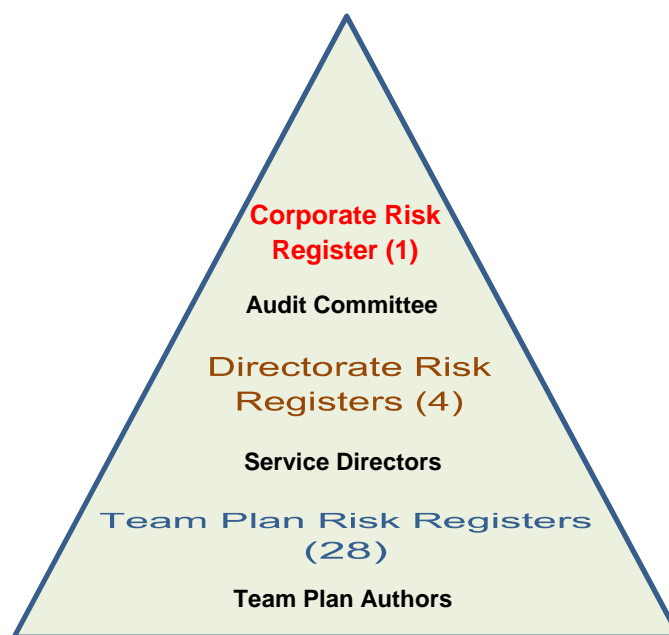 Corporate Risk
Register (1)
Audit Committee
Directorate Risk
Registers (4)
Service Directors
Team Plan Risk Registers
(28)
Team Plan Authors